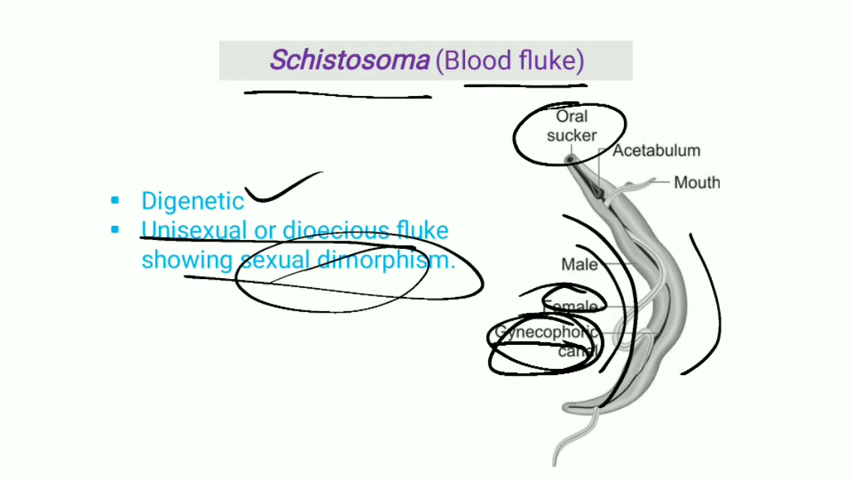 Schistosoma (Blood fluke)
Digenetic
Unisexual or dioecious fluke
showing sexual dimorphism.
Oral
sucker
Acetabulum
Mouth
Male
Female
Gynecophoric
canal